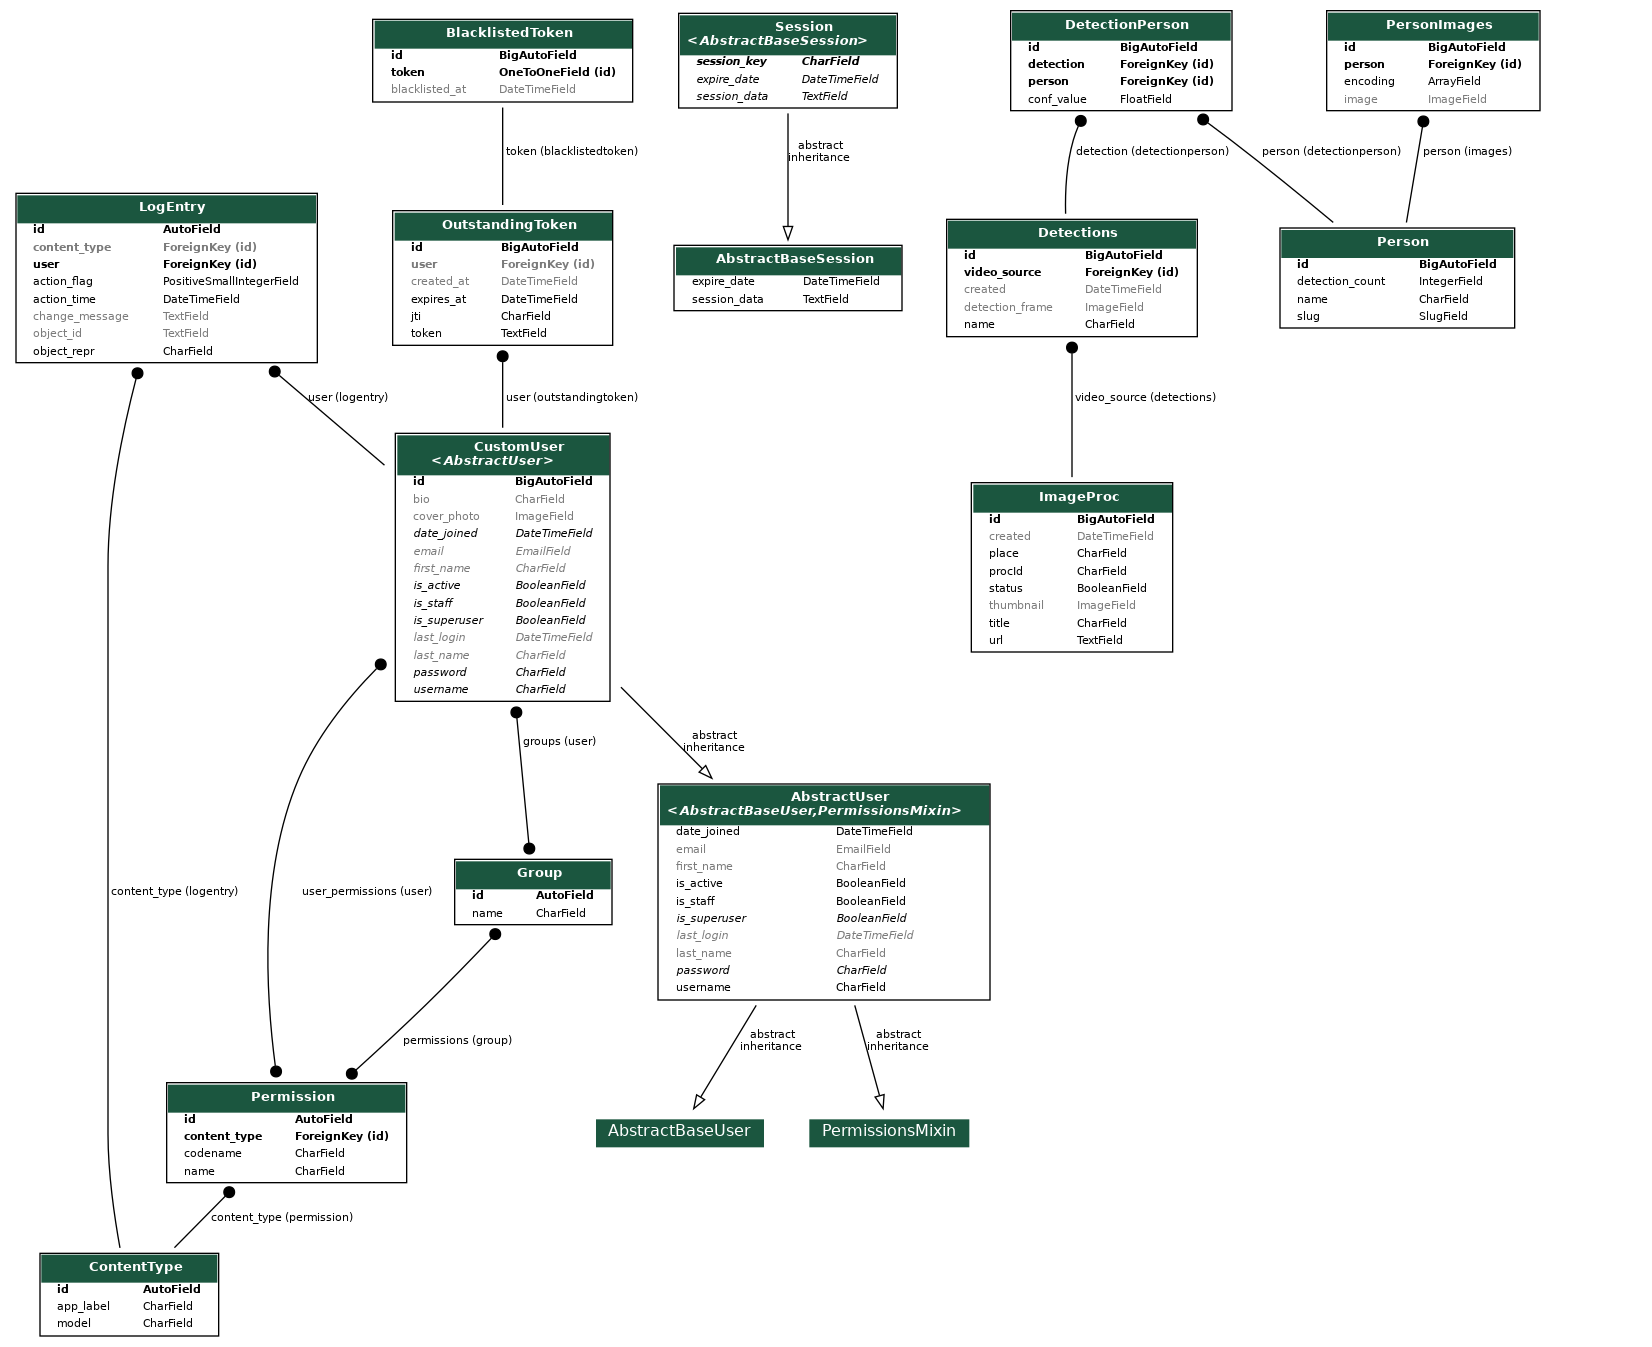 BlacklistedToken
id BigAutoField
token OneToOneField (id)
blacklisted_at DateTimeField
Session
<AbstractBaseSession>
session_key CharField
expire_date DateTimeField
session_data TextField
DetectionPerson
id BigAutoField
detection ForeignKey (id)
person ForeignKey (id)
conf_value FloatField
PersonImages
id BigAutoField
person ForeignKey (id)
encoding ArrayField
image ImageField
token (blacklistedtoken)
abstract
inheritance
detection (detectionperson)
person (detectionperson)
person (images)
LogEntry
id AutoField
content_type ForeignKey (id)
user ForeignKey (id)
action_flag PositiveSmallIntegerField
action_time DateTimeField
change_message TextField
object_id TextField
object_repr CharField
OutstandingToken
id BigAutoField
user ForeignKey (id)
created_at DateTimeField
expires_at DateTimeField
jti CharField
token TextField
AbstractBaseSession
expire_date DateTimeField
session_data TextField
Detections
id BigAutoField
video_source ForeignKey (id)
created DateTimeField
detection_frame ImageField
name CharField
Person
id BigAutoField
detection_count IntegerField
name CharField
slug SlugField
user (logentry)
user (outstandingtoken)
video_source (detections)
CustomUser
<AbstractUser>
id BigAutoField
bio CharField
cover_photo ImageField
date_joined DateTimeField
email EmailField
first_name CharField
is_active BooleanField
is_staff BooleanField
is_superuser BooleanField
last_login DateTimeField
last_name CharField
password CharField
username CharField
ImageProc
id BigAutoField
created DateTimeField
place CharField
procId CharField
status BooleanField
thumbnail ImageField
title CharField
url TextField
groups (user)
abstract
inheritance
AbstractUser
<AbstractBaseUser,PermissionsMixin>
date_joined DateTimeField
email EmailField
first_name CharField
is_active BooleanField
is_staff BooleanField
is_superuser BooleanField
last_login DateTimeField
last_name CharField
password CharField
username CharField
content_type (logentry)
user_permissions (user)
Group
id AutoField
name CharField
permissions (group)
abstract
inheritance
abstract
inheritance
Permission
id AutoField
content_type ForeignKey (id)
codename CharField
name CharField
AbstractBaseUser
PermissionsMixin
content_type (permission)
ContentType
id AutoField
app_label CharField
model CharField